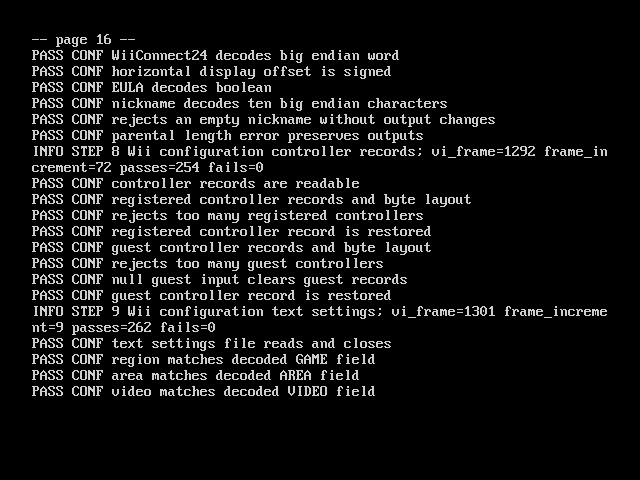 -- page 16 --
PASS CONF WiiConnect24 decodes big endian word
PASS CONF horizontal display offset is signed
PASS CONF EULA decodes boolean
PASS CONF nickname decodes ten big endian characters
PASS CONF rejects an empty nickname without output changes
PASS CONF parental length error preserves outputs
INFO STEP 8 Wii configuration controller records; vi_frame=1292 frame_in
crement=72 passes=254 fails=0
PASS CONF controller records are readable
PASS CONF registered controller records and byte layout
PASS CONF rejects too many registered controllers
PASS CONF registered controller record is restored
PASS CONF guest controller records and byte layout
PASS CONF rejects too many guest controllers
PASS CONF null guest input clears guest records
PASS CONF guest controller record is restored
INFO STEP 9 Wii configuration text settings; vi_frame=1301 frame_increme
nt=9 passes=262 fails=0
PASS CONF text settings file reads and closes
PASS CONF region matches decoded GAME field
PASS CONF area matches decoded AREA field
PASS CONF video matches decoded VIDEO field